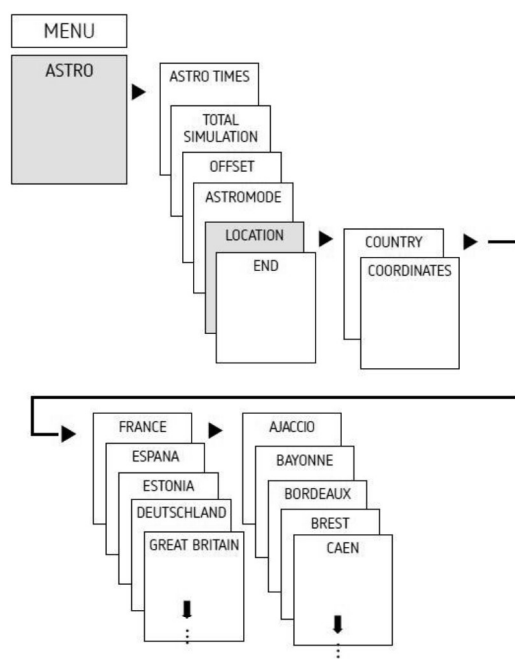 MENU
ASTRO
ASTRO TIMES
TOTAL
SIMULATION
OFFSET
ASTROMODE
LOCATION
END
COUNTRY
COORDINATES
FRANCE
ESPANA
ESTONIA
DEUTSCHLAND
GREAT BRITAIN
AJACCIO
BAYONNE
BORDEAUX
BREST
CAEN